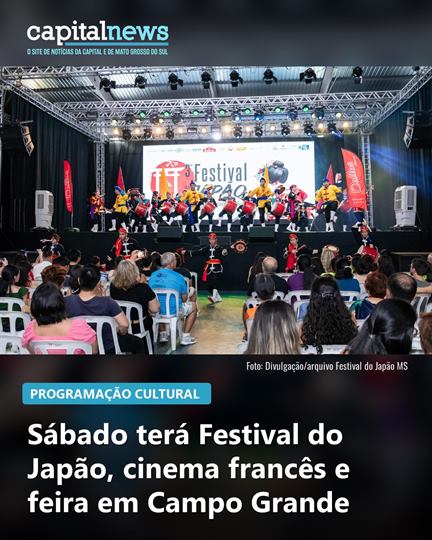 capitalnews
O SITE DE NOTÍCIAS DA CAPITAL E DE MATO GROSSO DO SUL
Festival
JAPÃO
Foto: Divulgação/arquivo Festival do Japão MS
PROGRAMAÇÃO CULTURAL
Sábado terá Festival do
Japão, cinema francês e
feira em Campo Grande